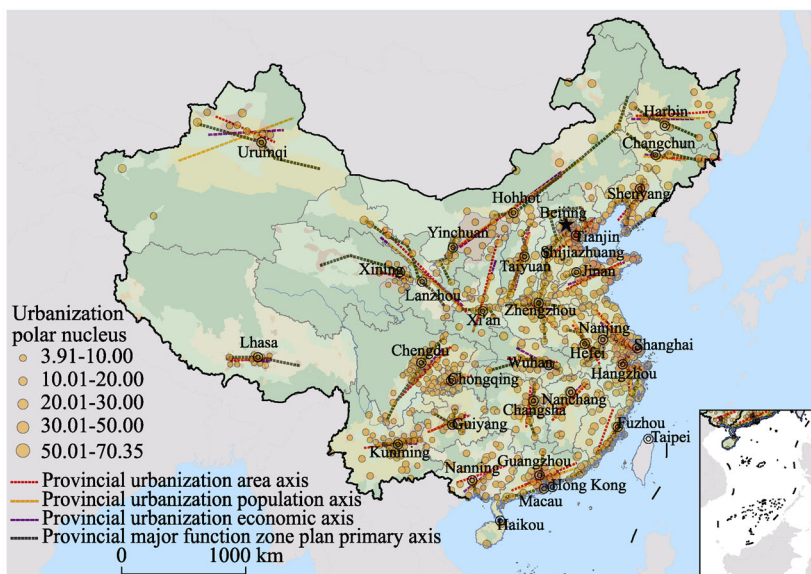 Harbin
Changchun
Urumqi
Shenyang
Hohhot
Beijing
Tianjin
Yinchuan
Shijiazhuang
Taiyuan
Jinan
Xining
Lanzhou
Zhengzhou
Xi'an
Urbanization
polar nucleus
3.91-10.00
10.01-20.00
20.01-30.00
30.01-50.00
50.01-70.35
Lhasa
Nanjing
Shanghai
Hefei
Chengdu
Wuhan
Hangzhou
Chongqing
Nanchang
Changsha
Guiyang
Fuzhou
Taipei
Kunming
Guangzhou
Nanning
Hong Kong
Macau
Haikou
Provincial urbanization area axis
Provincial urbanization population axis
Provincial urbanization economic axis
Provincial major function zone plan primary axis
0 1000 km